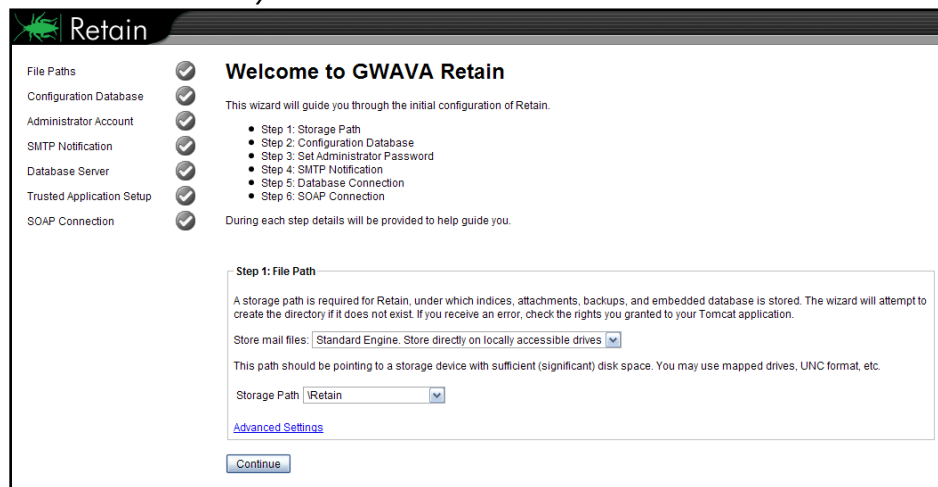 Retain
File Paths
Configuration Database
Administrator Account
SMTP Notification
Database Server
Trusted Application Setup
SOAP Connection
Welcome to GWAVA Retain
This wizard will guide you through the initial configuration of Retain.
Step 1: Storage Path
Step 2: Configuration Database
Step 3: Set Administrator Password
Step 4: SMTP Notification
Step 5: Database Connection
Step 6: SOAP Connection
During each step details will be provided to help guide you.
Step 1: File Path
A storage path is required for Retain, under which indices, attachments, backups, and embedded database is stored. The wizard will attempt to
create the directory if it does not exist. If you receive an error, check the rights you granted to your Tomcat application.
Store mail files: Standard Engine. Store directly on locally accessible drives
This path should be pointing to a storage device with sufficient (significant) disk space. You may use mapped drives, UNC format, etc.
Storage Path \Retain
Advanced Settings
Continue